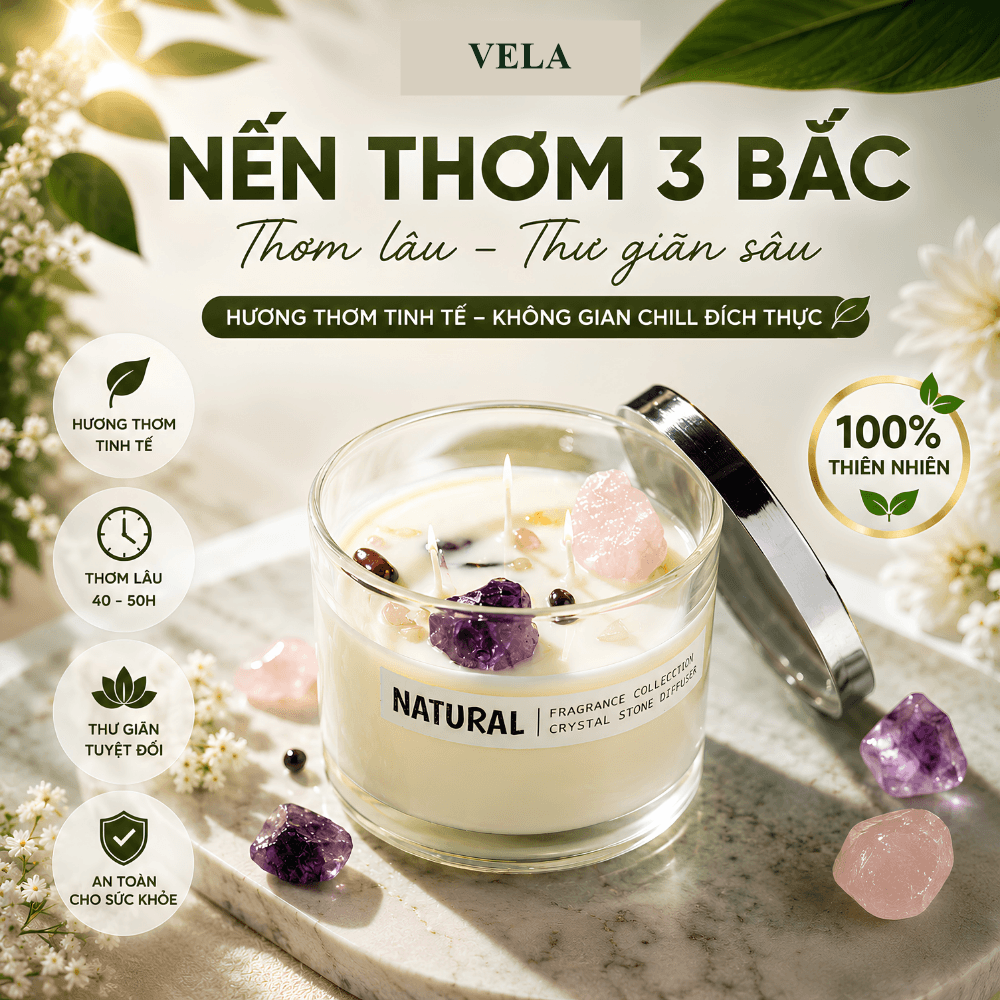 VELA
NẾN THƠM 3 BẮC
Thơm lâu – Thư giãn sâu
HƯƠNG THƠM TINH TẾ – KHÔNG GIAN CHILL ĐÍCH THỰC
HƯƠNG THƠM
TINH TẾ
100%
THIÊN NHIÊN
THƠM LÂU
40 - 50H
THƯ GIÃN
TUYỆT ĐỐI
AN TOÀN
CHO SỨC KHỎE
NATURAL
FRAGRANCE COLLECCTION
CRYSTAL STONE DIFFUSER